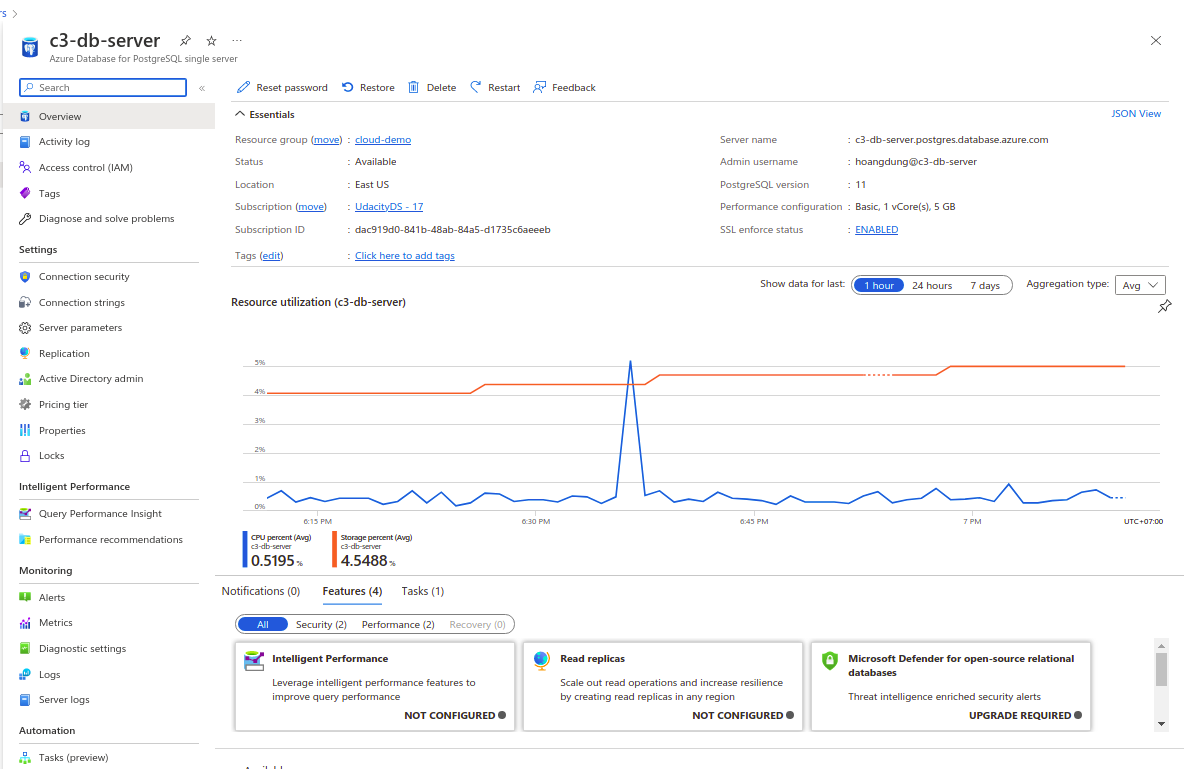 rs >
c3-db-server
Azure Database for PostgreSQL single server
Search
«
Overview
Activity log
Access control (IAM)
Tags
Diagnose and solve problems
Settings
Connection security
Connection strings
Server parameters
Replication
Active Directory admin
Pricing tier
Properties
Locks
Intelligent Performance
Query Performance Insight
Performance recommendations
Monitoring
Alerts
Metrics
Diagnostic settings
Logs
Server logs
Automation
Tasks (preview)
Reset password Restore Delete Restart Feedback
Essentials JSON View
Resource group (move) : cloud-demo
Status : Available
Location : East US
Subscription (move) : UdacityDS - 17
Subscription ID : dac919d0-841b-48ab-84a5-d1735c6aeeeb
Tags (edit) : Click here to add tags
Server name : c3-db-server.postgres.database.azure.com
Admin username : hoangdung@c3-db-server
PostgreSQL version : 11
Performance configuration : Basic, 1 vCore(s), 5 GB
SSL enforce status : ENABLED
Show data for last: 1 hour 24 hours 7 days Aggregation type: Avg
Resource utilization (c3-db-server)
5%
4%
3%
2%
1%
0%
6:15 PM 6:30 PM 6:45 PM 7 PM UTC+07:00
CPU percent (Avg)
c3-db-server
0.5195 %
Storage percent (Avg)
c3-db-server
4.5488 %
Notifications (0) Features (4) Tasks (1)
All Security (2) Performance (2) Recovery (0)
Intelligent Performance
Leverage intelligent performance features to
improve query performance
NOT CONFIGURED
Read replicas
Scale out read operations and increase resilience
by creating read replicas in any region
NOT CONFIGURED
Microsoft Defender for open-source relational
databases
Threat intelligence enriched security alerts
UPGRADE REQUIRED